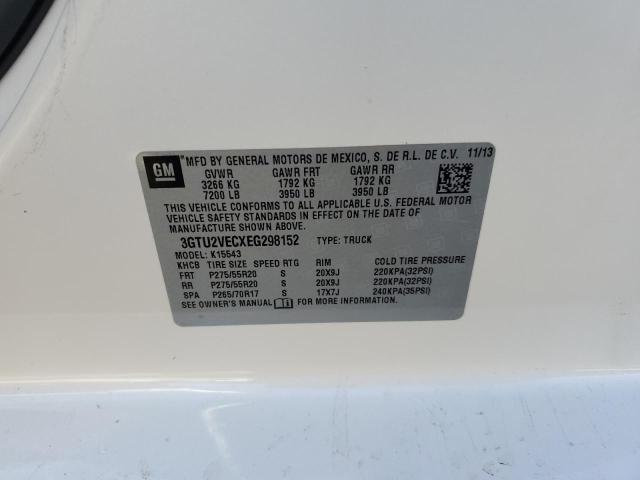 GM
MFD BY GENERAL MOTORS DE MEXICO, S. DE R.L. DE C.V. 11/13
GVWR GAWR FRT GAWR RR
3266 KG 1792 KG 1792 KG
7200 LB 3950 LB 3950 LB
THIS VEHICLE CONFORMS TO ALL APPLICABLE U.S. FEDERAL MOTOR
VEHICLE SAFETY STANDARDS IN EFFECT ON THE DATE OF
MANUFACTURE SHOWN ABOVE.
3GTU2VECXEG298152 TYPE: TRUCK
MODEL: K15543
KHCB TIRE SIZE SPEED RTG RIM COLD TIRE PRESSURE
FRT P275/55R20 S 20X9J 220KPA(32PSI)
RR P275/55R20 S 20X9J 220KPA(32PSI)
SPA P265/70R17 S 17X7J 240KPA(35PSI)
SEE OWNER'S MANUAL FOR MORE INFORMATION.